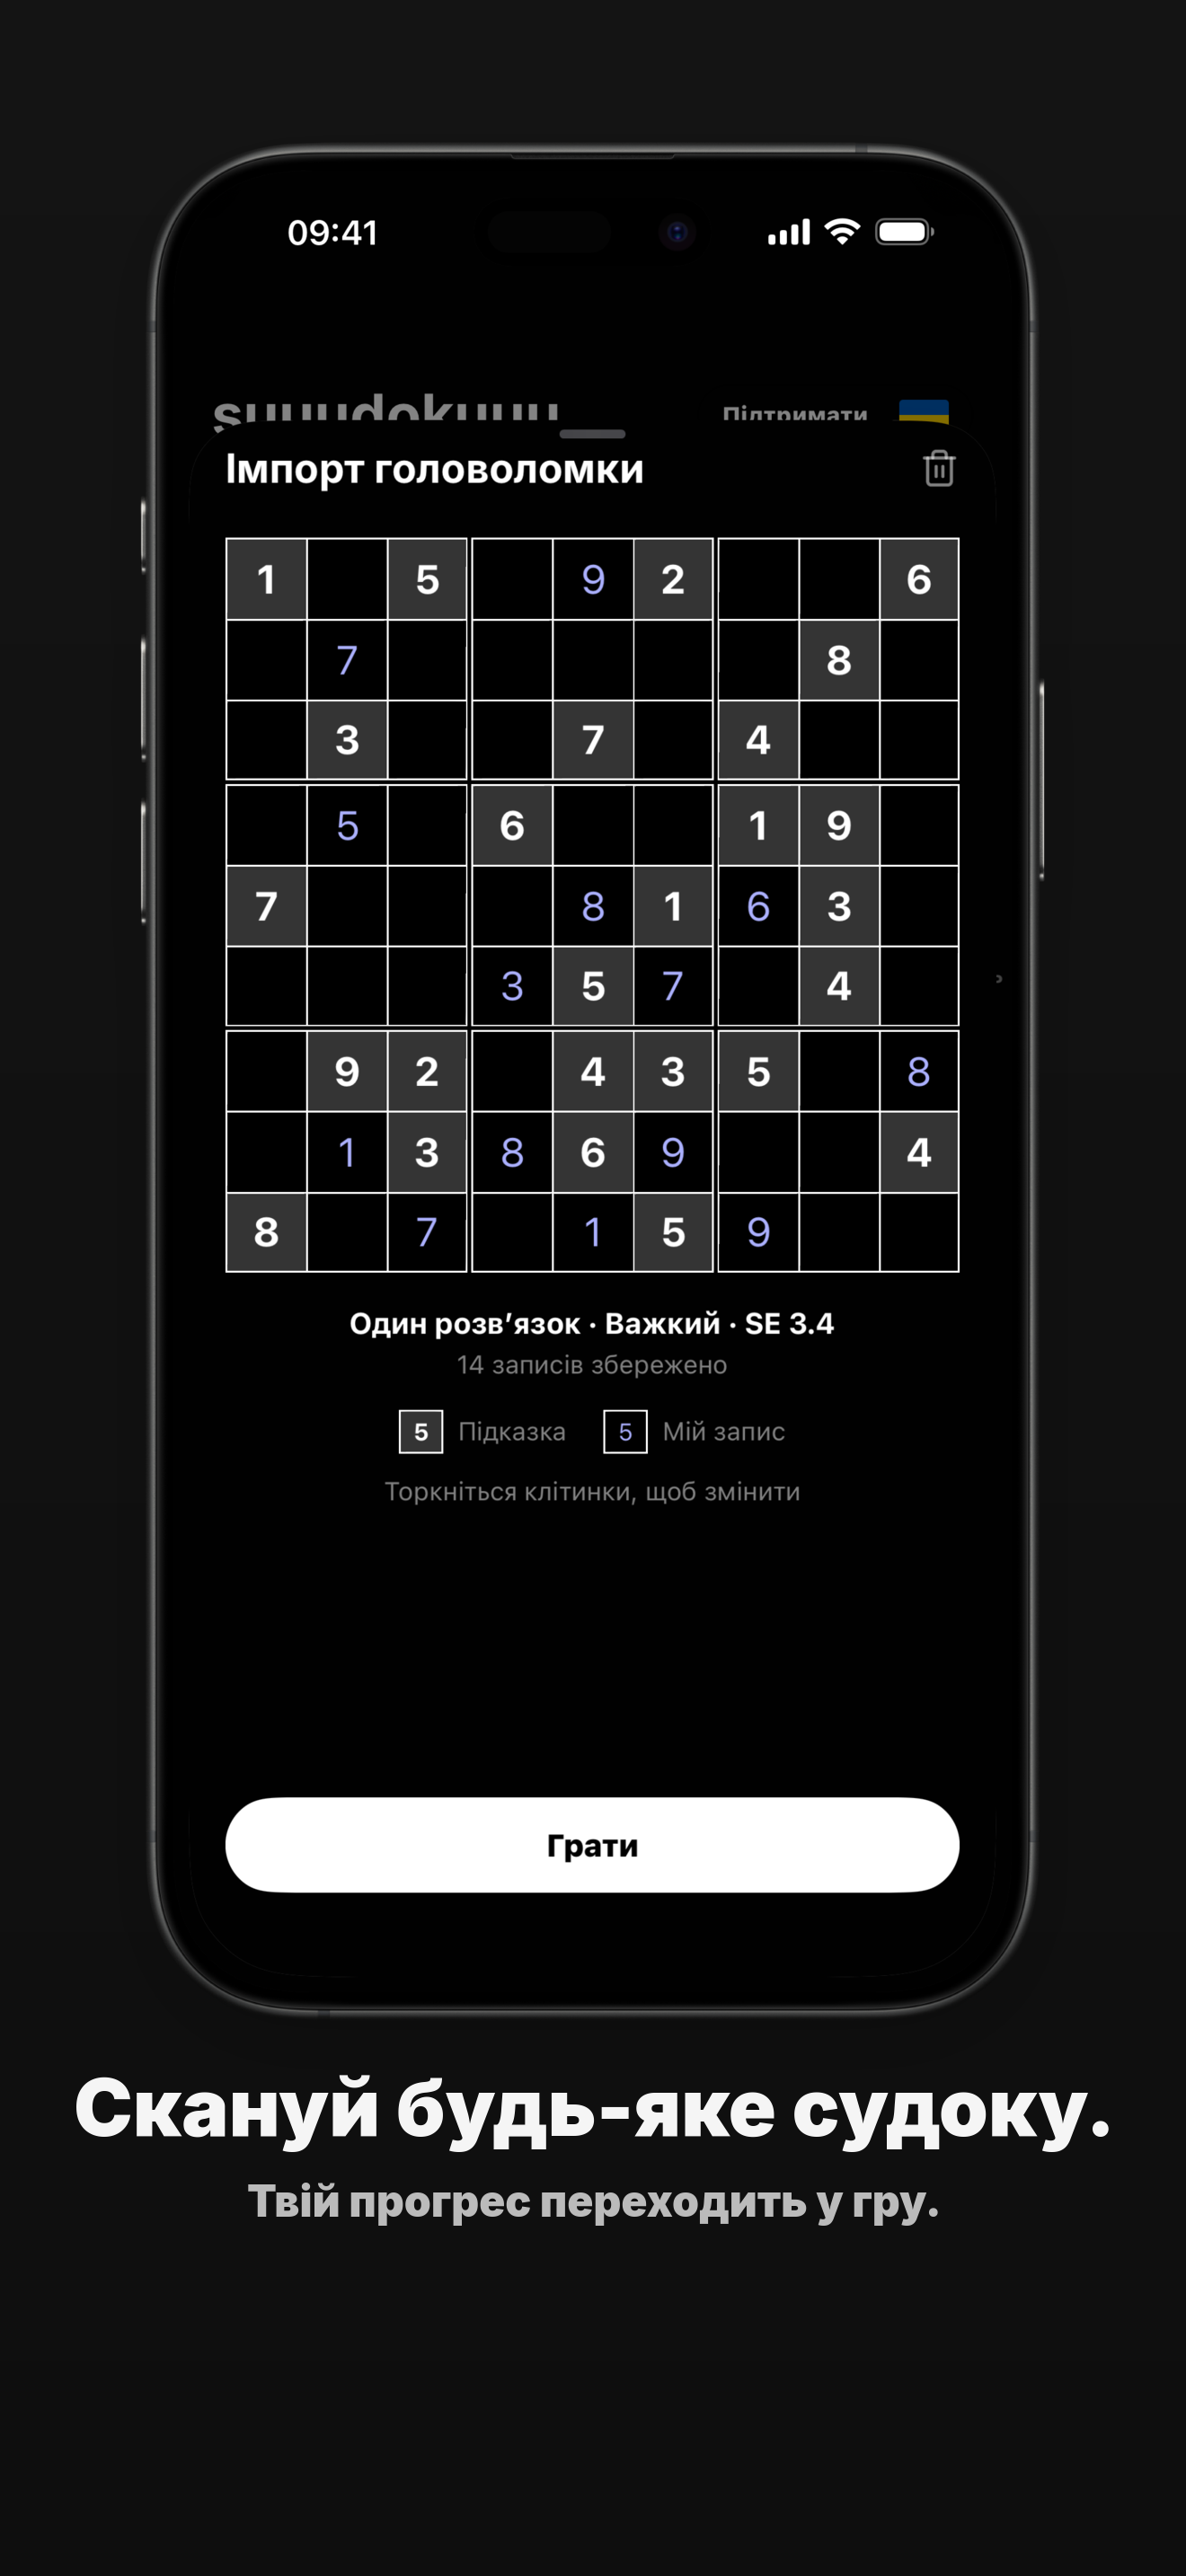 09:41
suuudokuuu
Підтримати
Імпорт головоломки
1 5 9 2 6
7 8
3 7 4
5 6 1 9
7 8 1 6 3
3 5 7 4
9 2 4 3 5 8
1 3 8 6 9 4
8 7 1 5 9
Один розв’язок · Важкий · SE 3.4
14 записів збережено
5 Підказка 5 Мій запис
Торкніться клітинки, щоб змінити
Грати
Скануй будь-яке судоку.
Твій прогрес переходить у гру.